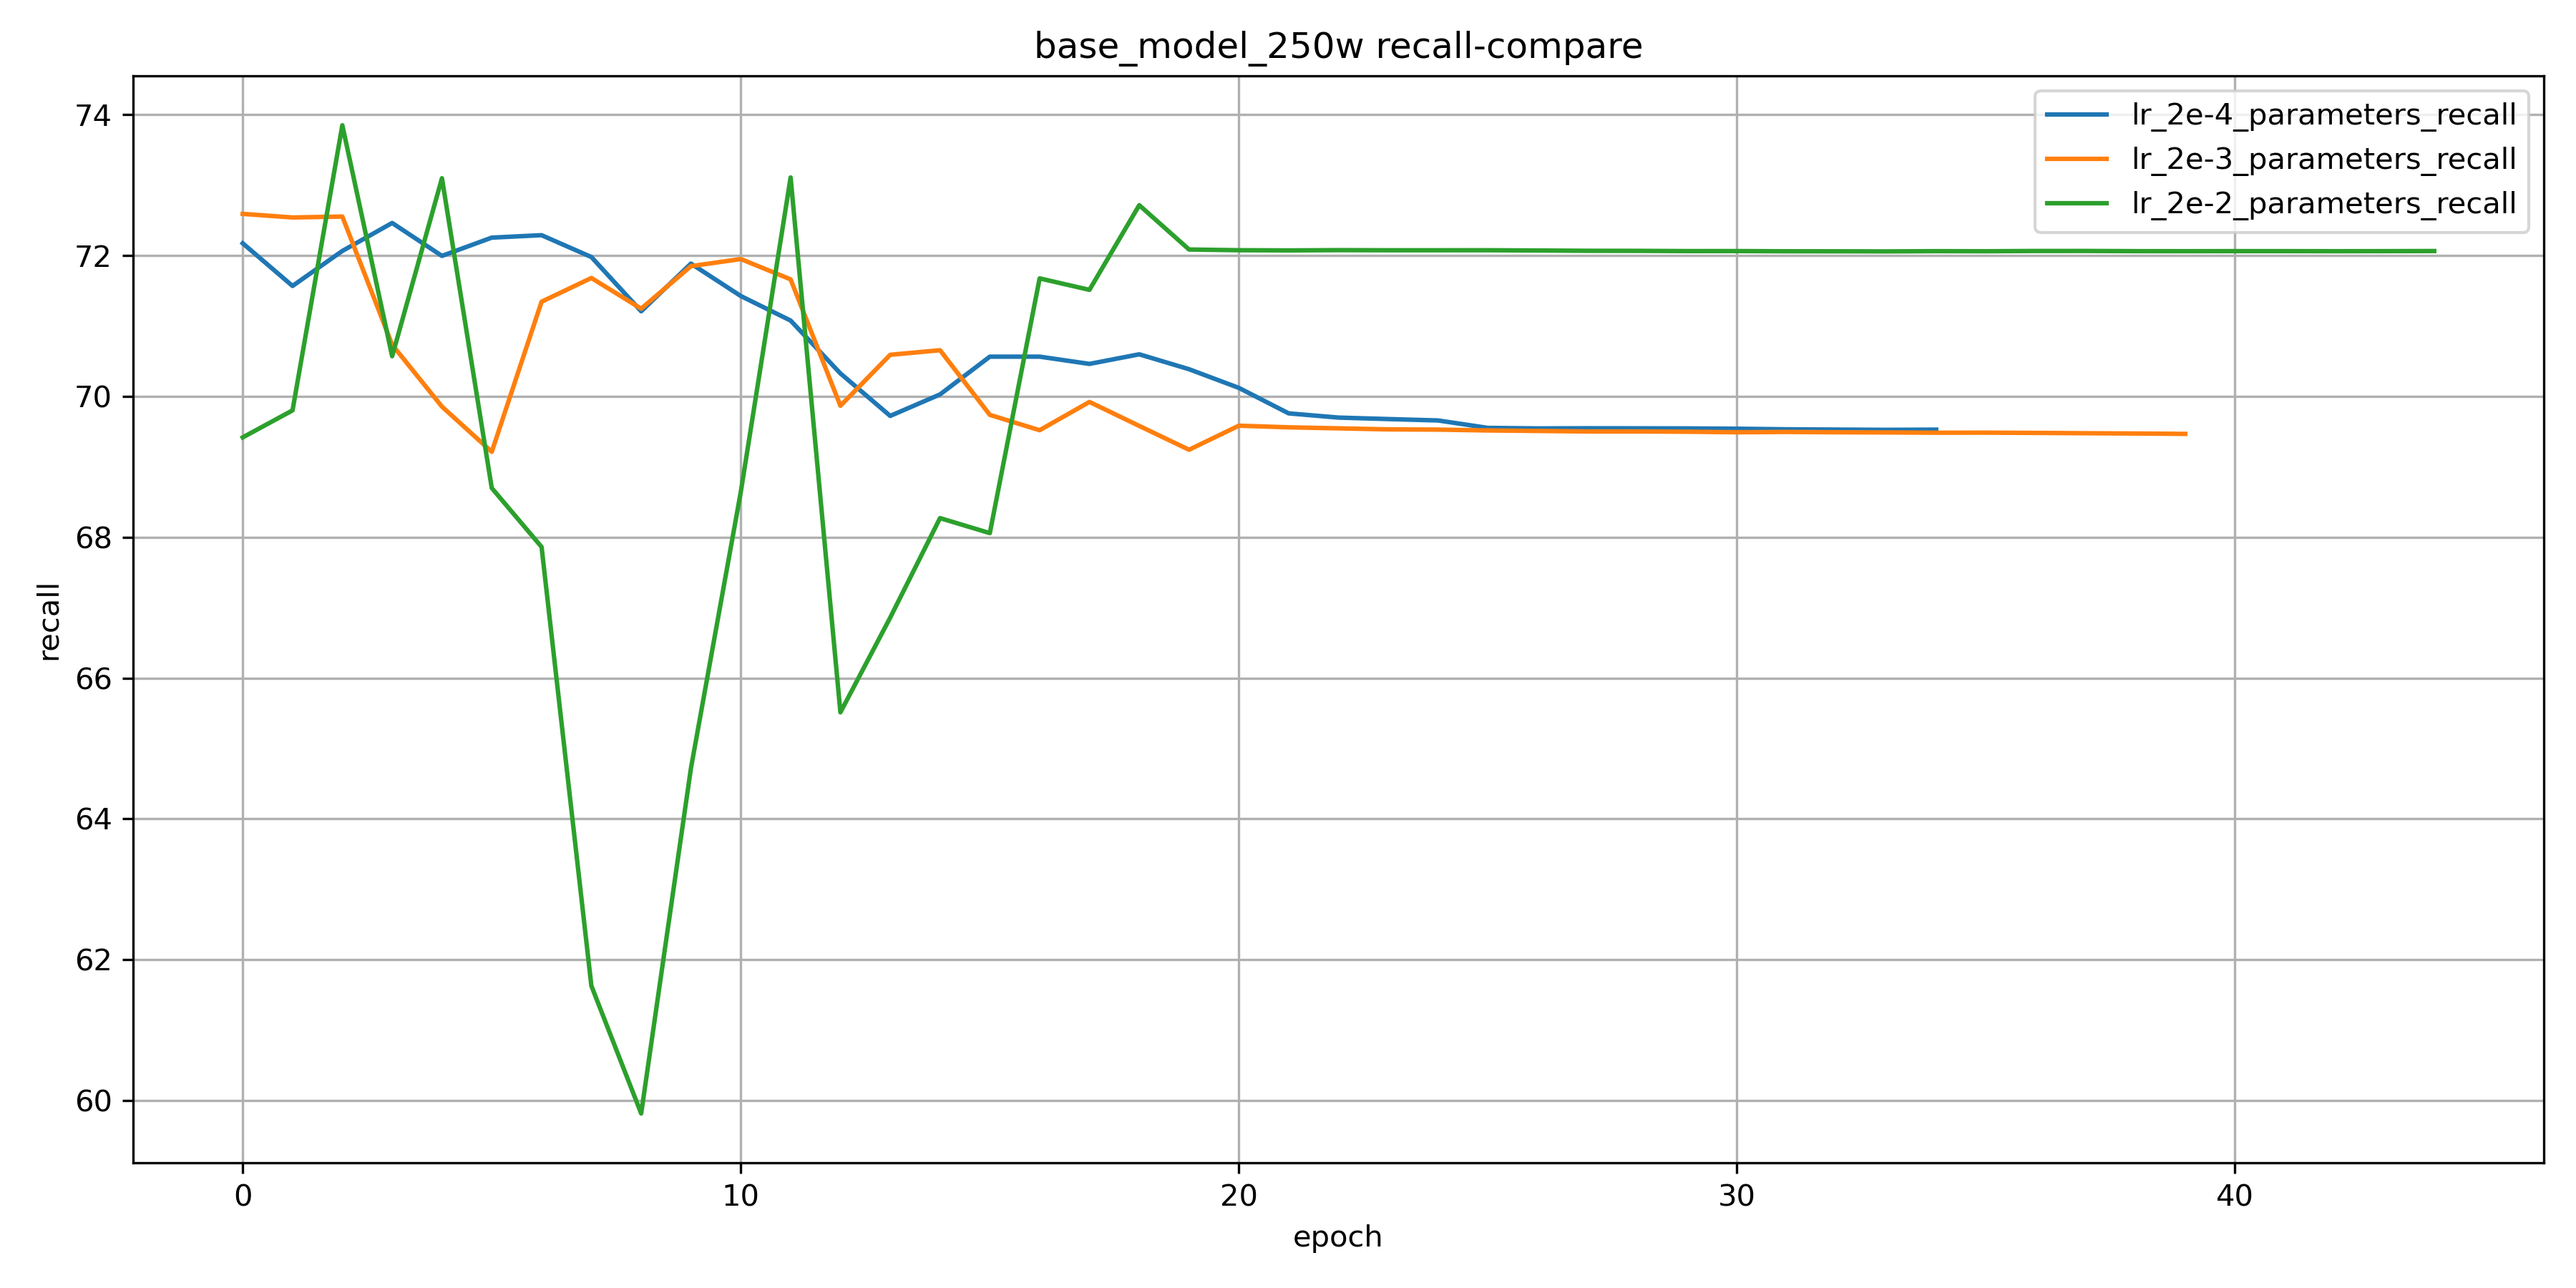 base_model_250w recall-compare
lr_2e-4_parameters_recall
lr_2e-3_parameters_recall
lr_2e-2_parameters_recall
74
72
70
68
66
64
62
60
recall
0 10 20 30 40
epoch